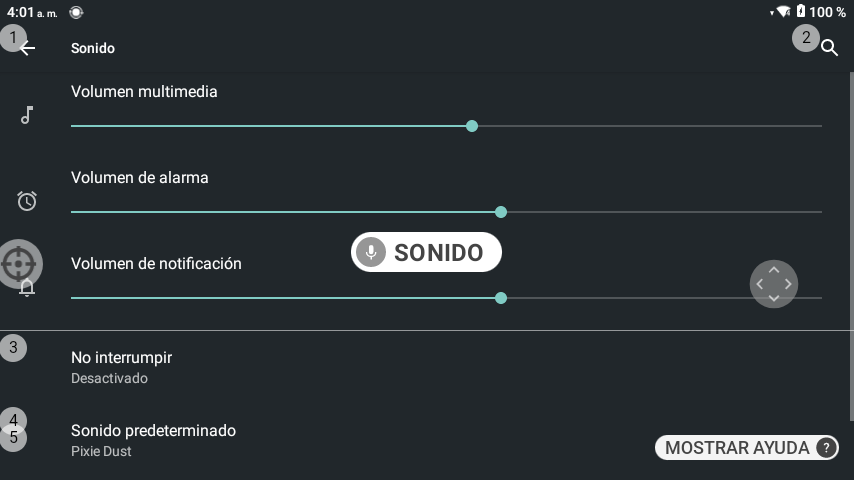 4:01 a. m. 100 %
1 Sonido 2
Volumen multimedia
Volumen de alarma
SONIDO
Volumen de notificación
3 No interrumpir
Desactivado
4 Sonido predeterminado
5 Pixie Dust
MOSTRAR AYUDA ?